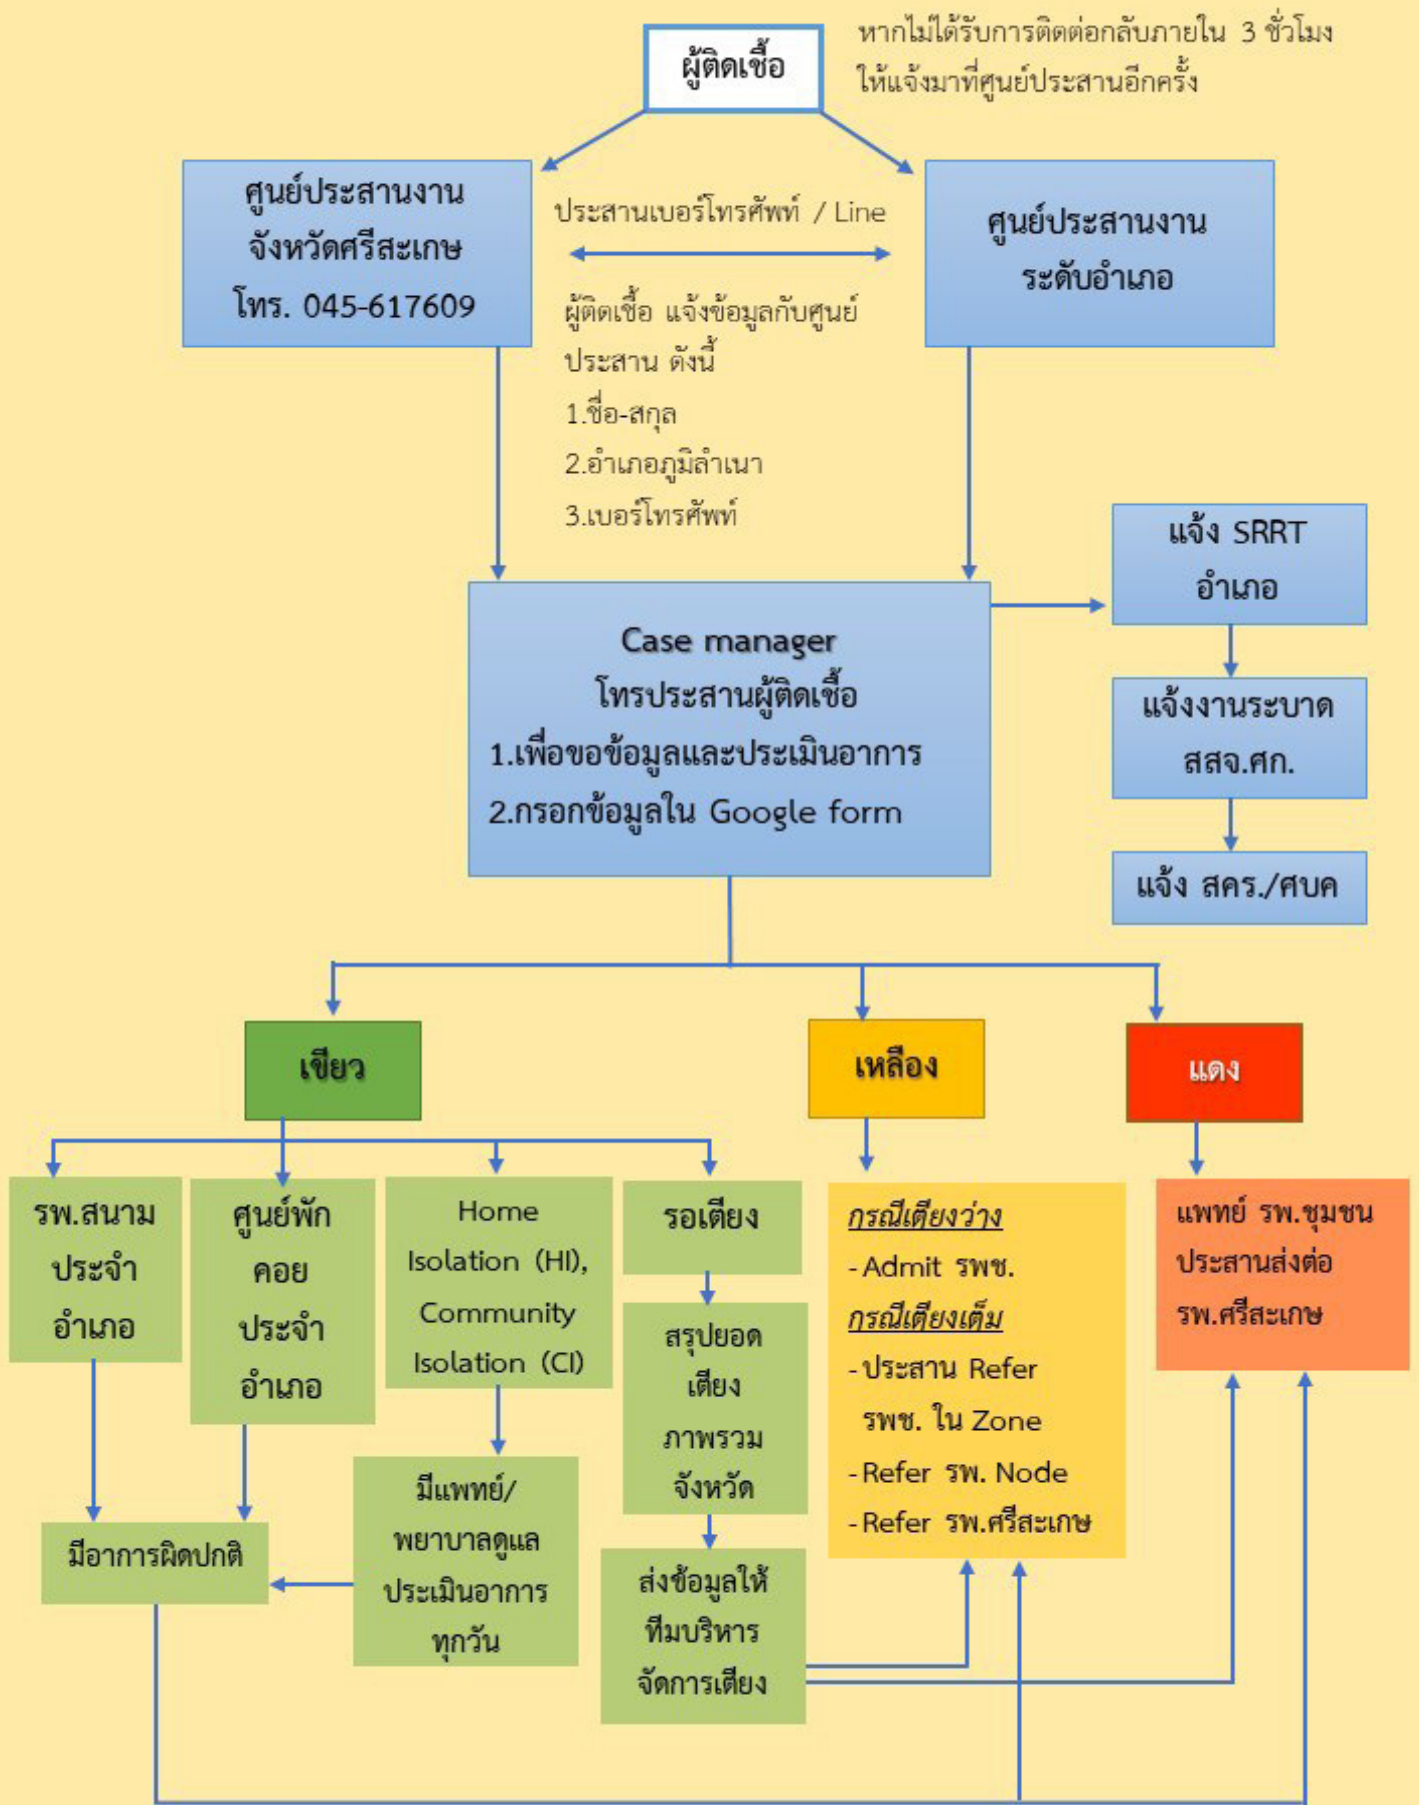 ผู้ติดเชื้อ
หากไม่ได้รับการติดต่อกลับภายใน 3 ชั่วโมง
ให้แจ้งมาที่ศูนย์ประสานอีกครั้ง
ศูนย์ประสานงาน
จังหวัดศรีสะเกษ
โทร. 045-617609
ประสานเบอร์โทรศัพท์ / Line
ศูนย์ประสานงาน
ระดับอำเภอ
ผู้ติดเชื้อ แจ้งข้อมูลกับศูนย์
ประสาน ดังนี้
1.ชื่อ-สกุล
2.อำเภอภูมิลำเนา
3.เบอร์โทรศัพท์
Case manager
โทรประสานผู้ติดเชื้อ
1.เพื่อขอข้อมูลและประเมินอาการ
2.กรอกข้อมูลใน Google form
แจ้ง SRRT
อำเภอ
แจ้งงานระบาด
สสจ.ศก.
แจ้ง สคร./ศบค
เขียว
เหลือง
แดง
รพ.สนาม
ประจำ
อำเภอ
ศูนย์พัก
คอย
ประจำ
อำเภอ
Home
Isolation (HI),
Community
Isolation (CI)
รอเตียง
สรุปยอด
เตียง
ภาพรวม
จังหวัด
มีอาการผิดปกติ
มีแพทย์/
พยาบาลดูแล
ประเมินอาการ
ทุกวัน
ส่งข้อมูลให้
ทีมบริหาร
จัดการเตียง
กรณีเตียงว่าง
-Admit รพช.
กรณีเตียงเต็ม
-ประสาน Refer
รพช. ใน Zone
-Refer รพ. Node
-Refer รพ.ศรีสะเกษ
แพทย์ รพ.ชุมชน
ประสานส่งต่อ
รพ.ศรีสะเกษ